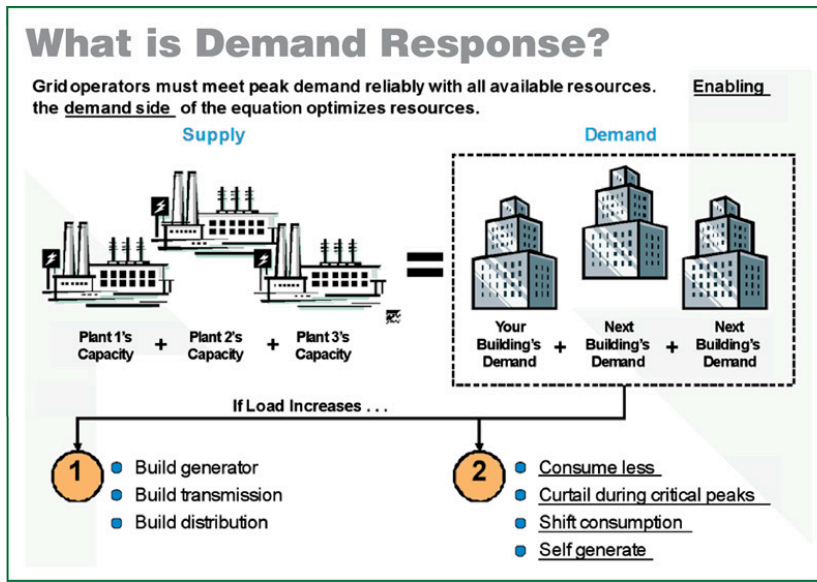 What is Demand Response?
Grid operators must meet peak demand reliably with all available resources. Enabling
the demand side of the equation optimizes resources.
Supply
Demand
=
Plant 1's
Capacity
+
Plant 2's
Capacity
+
Plant 3's
Capacity
Your
Building's
Demand
+
Next
Building's
Demand
+
Next
Building's
Demand
If Load Increases . . .
1
Build generator
Build transmission
Build distribution
2
Consume less
Curtail during critical peaks
Shift consumption
Self generate